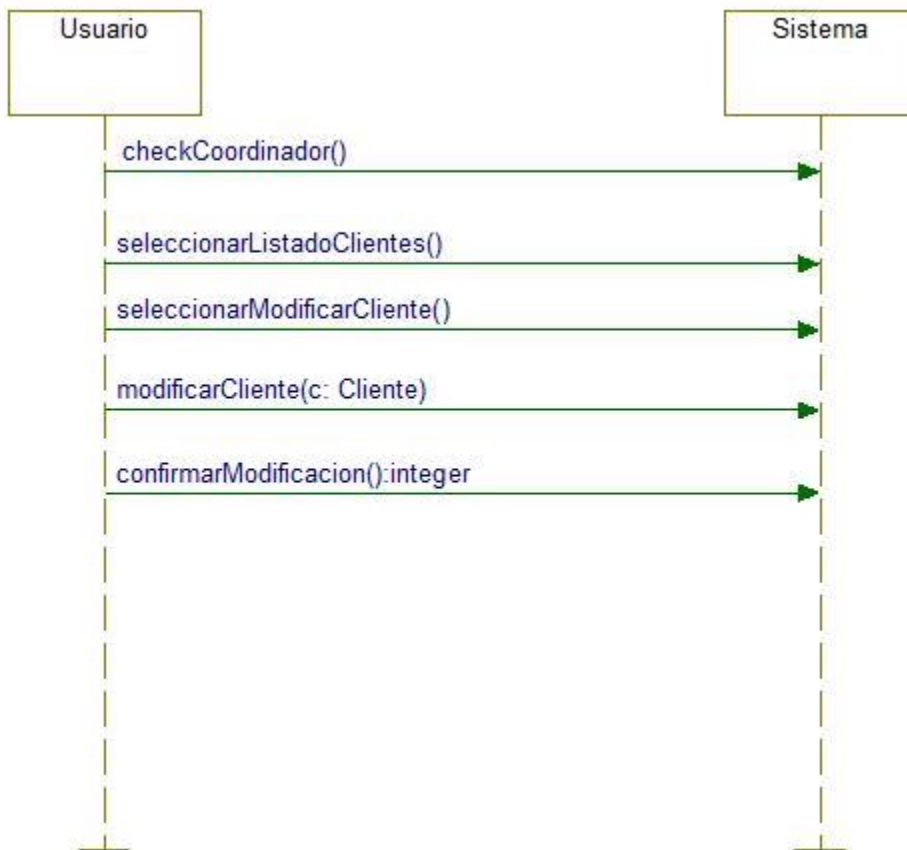 Usuario
Sistema
checkCoordinador()
seleccionarListadoClientes()
seleccionarModificarCliente()
modificarCliente(c: Cliente)
confirmarModificacion():integer